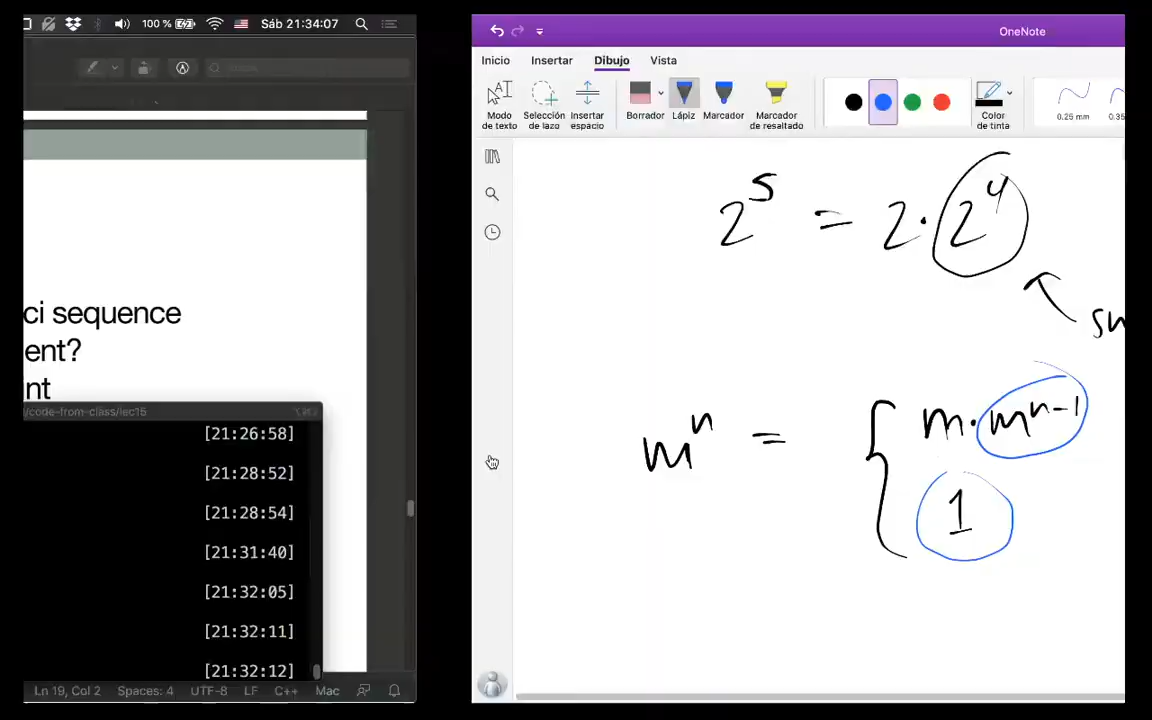 100 %
Sáb 21:34:07
ci sequence
ent?
nt
/code-from-class/lec15
[21:26:58]
[21:28:52]
[21:28:54]
[21:31:40]
[21:32:05]
[21:32:11]
[21:32:12]
Ln 19, Col 2 Spaces: 4 UTF-8 LF C++ Mac
OneNote
Inicio Insertar Dibujo Vista
Modo de texto
Selección de lazo
Insertar espacio
Borrador
Lápiz
Marcador
Marcador de resaltado
Color de tinta
0.25 mm
0.35
2^5 = 2·2^4
m^n = { m·m^{n-1}
1